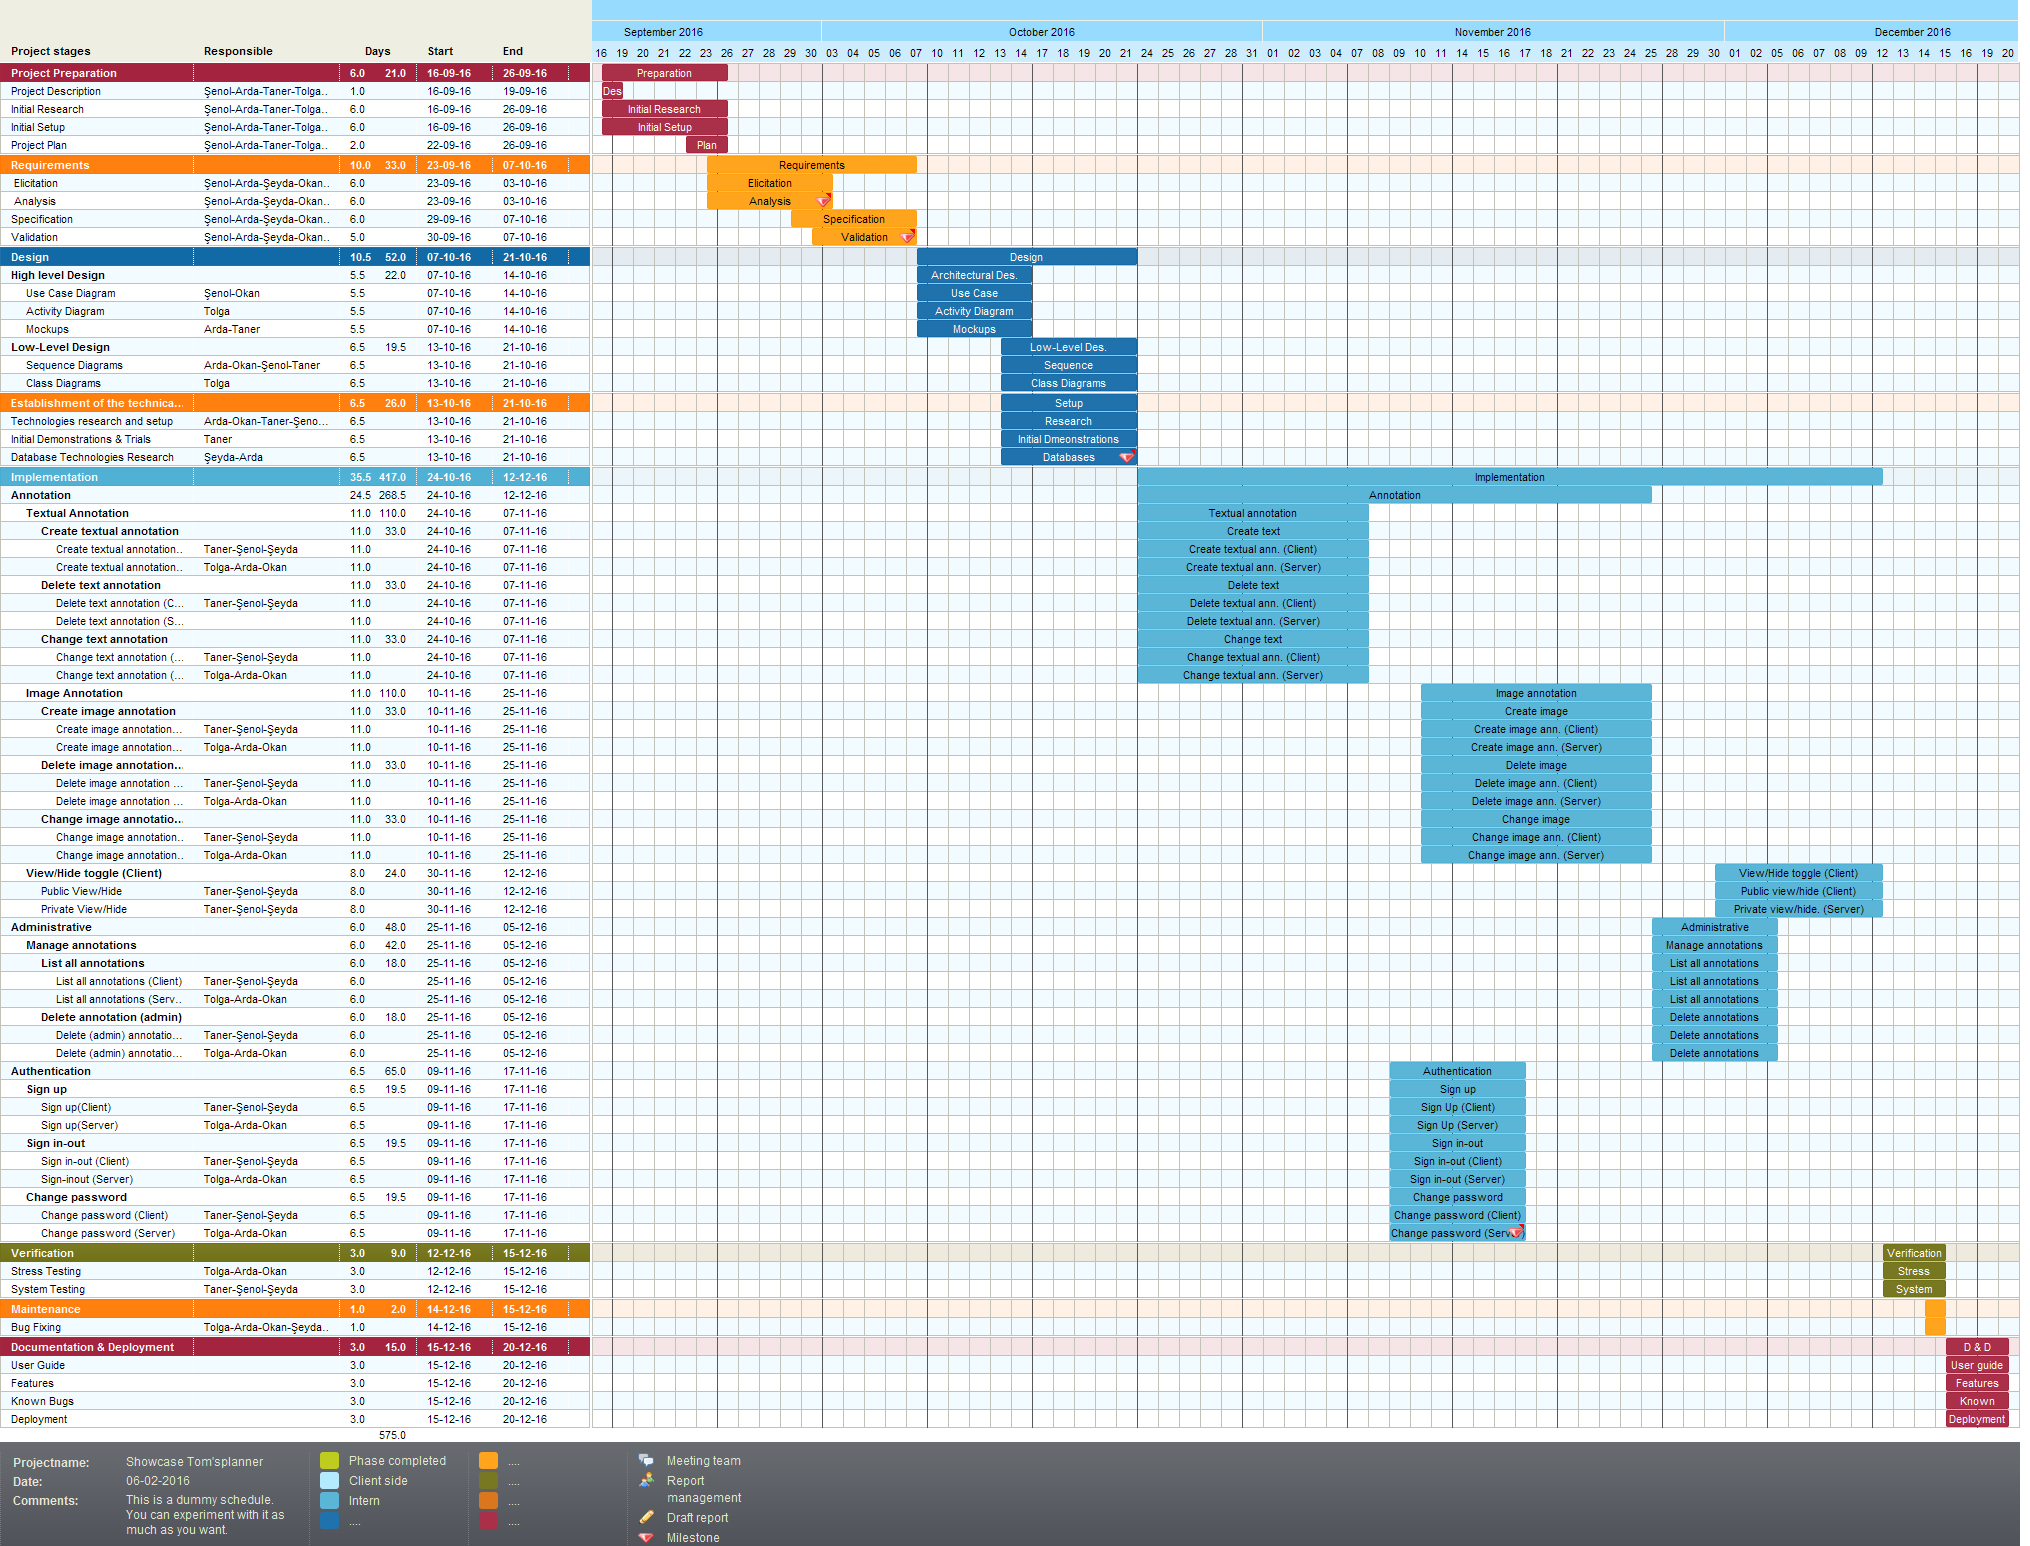 September 2016 October 2016 November 2016 December 2016
Project stages Responsible Days Start End 16 19 20 21 22 23 26 27 28 29 30 03 04 05 06 07 10 11 12 13 14 17 18 19 20 21 24 25 26 27 28 31 01 02 03 04 07 08 09 10 11 14 15 16 17 18 21 22 23 24 25 28 29 30 01 02 05 06 07 08 09 12 14 15 16 19 20
Project Preparation 6.0 21.0 16-09-16 26-09-16 Preparation
Project Description Şenol-Arda-Taner-Tolga.. 1.0 16-09-16 19-09-16 Des
Initial Research Şenol-Arda-Taner-Tolga.. 6.0 16-09-16 26-09-16 Initial Research
Initial Setup Şenol-Arda-Taner-Tolga.. 6.0 16-09-16 26-09-16 Initial Setup
Project Plan Şenol-Arda-Taner-Tolga.. 2.0 22-09-16 26-09-16 Plan
Requirements 10.0 33.0 23-09-16 07-10-16 Requirements
Elicitation Şenol-Arda-Şeyda-Okan.. 6.0 23-09-16 03-10-16 Elicitation
Analysis Şenol-Arda-Şeyda-Okan.. 6.0 23-09-16 03-10-16 Analysis
Specification Şenol-Arda-Şeyda-Okan.. 6.0 29-09-16 07-10-16 Specification
Validation Şenol-Arda-Şeyda-Okan.. 5.0 30-09-16 07-10-16 Validation
Design 10.5 52.0 07-10-16 21-10-16 Design
High level Design 5.5 22.0 07-10-16 14-10-16 Architectural Des.
Use Case Diagram Şenol-Okan 5.5 07-10-16 14-10-16 Use Case
Activity Diagram Tolga 5.5 07-10-16 14-10-16 Activity Diagram
Mockups Arda-Taner 5.5 07-10-16 14-10-16 Mockups
Low-Level Design 6.5 19.5 13-10-16 21-10-16 Low-Level Des.
Sequence Diagrams Arda-Okan-Şenol-Taner 6.5 13-10-16 21-10-16 Sequence
Class Diagrams Tolga 6.5 13-10-16 21-10-16 Class Diagrams
Establishment of the technica... 6.5 26.0 13-10-16 21-10-16 Setup
Technologies research and setup Arda-Okan-Taner-Şeno... 6.5 13-10-16 21-10-16 Research
Initial Demonstrations & Trials Taner 6.5 13-10-16 21-10-16 Initial Dmeonstrations
Database Technologies Research Şeyda-Arda 6.5 13-10-16 21-10-16 Databases
Implementation 35.5 417.0 24-10-16 12-12-16 Implementation
Annotation 24.5 268.5 24-10-16 12-12-16 Annotation
Textual Annotation 11.0 110.0 24-10-16 07-11-16 Textual annotation
Create textual annotation 11.0 33.0 24-10-16 07-11-16 Create text
Create textual annotation.. Taner-Şenol-Şeyda 11.0 24-10-16 07-11-16 Create textual ann. (Client)
Create textual annotation.. Tolga-Arda-Okan 11.0 24-10-16 07-11-16 Create textual ann. (Server)
Delete text annotation 11.0 33.0 24-10-16 07-11-16 Delete text
Delete text annotation (C... Taner-Şenol-Şeyda 11.0 24-10-16 07-11-16 Delete textual ann. (Client)
Delete text annotation (S... 11.0 24-10-16 07-11-16 Delete textual ann. (Server)
Change text annotation 11.0 33.0 24-10-16 07-11-16 Change text
Change text annotation (... Taner-Şenol-Şeyda 11.0 24-10-16 07-11-16 Change textual ann. (Client)
Change text annotation (... Tolga-Arda-Okan 11.0 24-10-16 07-11-16 Change textual ann. (Server)
Image Annotation 11.0 110.0 10-11-16 25-11-16 Image annotation
Create image annotation 11.0 33.0 10-11-16 25-11-16 Create image
Create image annotation... Taner-Şenol-Şeyda 11.0 10-11-16 25-11-16 Create image ann. (Client)
Create image annotation... Tolga-Arda-Okan 11.0 10-11-16 25-11-16 Create image ann. (Server)
Delete image annotation... 11.0 33.0 10-11-16 25-11-16 Delete image
Delete image annotation ... Taner-Şenol-Şeyda 11.0 10-11-16 25-11-16 Delete image ann. (Client)
Delete image annotation ... Tolga-Arda-Okan 11.0 10-11-16 25-11-16 Delete image ann. (Server)
Change image annotatio... 11.0 33.0 10-11-16 25-11-16 Change image
Change image annotation.. Taner-Şenol-Şeyda 11.0 10-11-16 25-11-16 Change image ann. (Client)
Change image annotation.. Tolga-Arda-Okan 11.0 10-11-16 25-11-16 Change image ann. (Server)
View/Hide toggle (Client) 8.0 24.0 30-11-16 12-12-16 View/Hide toggle (Client)
Public View/Hide Taner-Şenol-Şeyda 8.0 30-11-16 12-12-16 Public view/hide (Client)
Private View/Hide Taner-Şenol-Şeyda 8.0 30-11-16 12-12-16 Private view/hide. (Server)
Administrative 6.0 48.0 25-11-16 05-12-16 Administrative
Manage annotations 6.0 42.0 25-11-16 05-12-16 Manage annotations
List all annotations 6.0 18.0 25-11-16 05-12-16 List all annotations
List all annotations (Client) Taner-Şenol-Şeyda 6.0 25-11-16 05-12-16 List all annotations
List all annotations (Serv.. Tolga-Arda-Okan 6.0 25-11-16 05-12-16 List all annotations
Delete annotation (admin) 6.0 18.0 25-11-16 05-12-16 Delete annotations
Delete (admin) annotatio... Taner-Şenol-Şeyda 6.0 25-11-16 05-12-16 Delete annotations
Delete (admin) annotatio... Tolga-Arda-Okan 6.0 25-11-16 05-12-16 Delete annotations
Authentication 6.5 65.0 09-11-16 17-11-16 Authentication
Sign up 6.5 19.5 09-11-16 17-11-16 Sign up
Sign up(Client) Taner-Şenol-Şeyda 6.5 09-11-16 17-11-16 Sign Up (Client)
Sign up(Server) Tolga-Arda-Okan 6.5 09-11-16 17-11-16 Sign Up (Server)
Sign in-out 6.5 19.5 09-11-16 17-11-16 Sign in-out
Sign in-out (Client) Taner-Şenol-Şeyda 6.5 09-11-16 17-11-16 Sign in-out (Client)
Sign-inout (Server) Tolga-Arda-Okan 6.5 09-11-16 17-11-16 Sign in-out (Server)
Change password 6.5 19.5 09-11-16 17-11-16 Change password
Change password (Client) Taner-Şenol-Şeyda 6.5 09-11-16 17-11-16 Change password (Client)
Change password (Server) Tolga-Arda-Okan 6.5 09-11-16 17-11-16 Change password (Server)
Verification 3.0 9.0 12-12-16 15-12-16 Verification
Stress Testing Tolga-Arda-Okan 3.0 12-12-16 15-12-16 Stress
System Testing Taner-Şenol-Şeyda 3.0 12-12-16 15-12-16 System
Maintenance 1.0 2.0 14-12-16 15-12-16
Bug Fixing Tolga-Arda-Okan-Şeyda.. 1.0 14-12-16 15-12-16
Documentation & Deployment 3.0 15.0 15-12-16 20-12-16 D & D
User Guide 3.0 15-12-16 20-12-16 User guide
Features 3.0 15-12-16 20-12-16 Features
Known Bugs 3.0 15-12-16 20-12-16 Known
Deployment 3.0 15-12-16 20-12-16 Deployment
575.0
Projectname: Showcase Tom'splanner
Date: 06-02-2016
Comments: This is a dummy schedule.
You can experiment with it as
much as you want.
Phase completed
Client side
Intern
....
....
....
....
....
Meeting team
Report
management
Draft report
Milestone